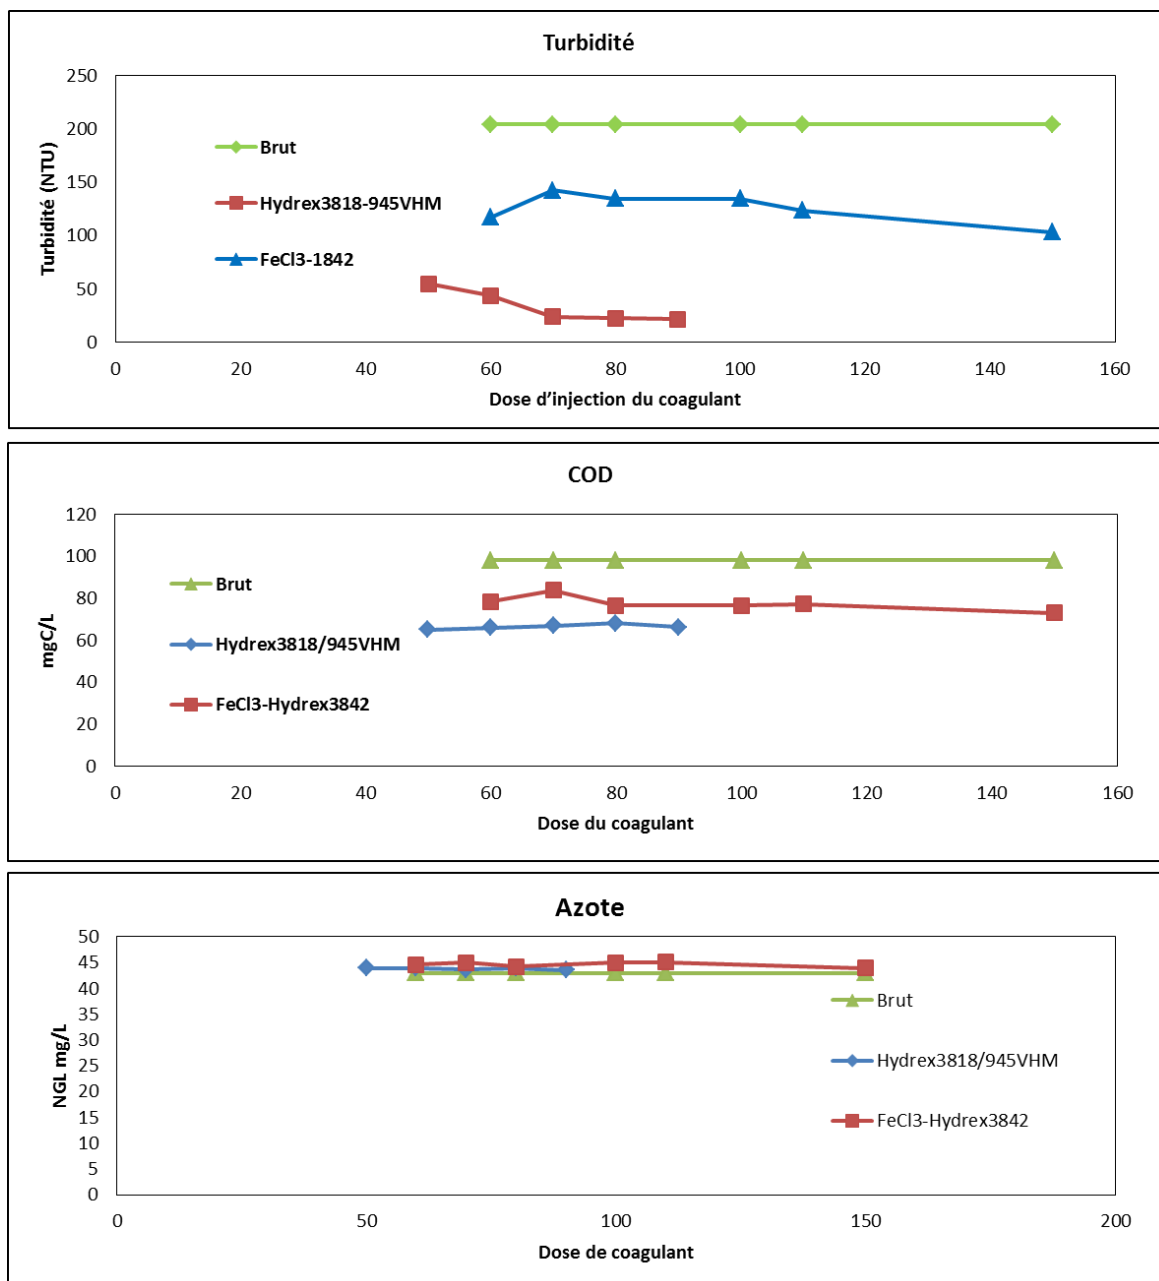 Turbidité
250
200
150
100
50
0
Turbidité (NTU)
Brut
Hydrex3818-945VHM
FeCl3-1842
0 20 40 60 80 100 120 140 160
Dose d’injection du coagulant
COD
120
100
80
60
40
20
0
mgC/L
Brut
Hydrex3818/945VHM
FeCl3-Hydrex3842
0 20 40 60 80 100 120 140 160
Dose du coagulant
Azote
50
45
40
35
30
25
20
15
10
5
0
NGL mg/L
Brut
Hydrex3818/945VHM
FeCl3-Hydrex3842
0 50 100 150 200
Dose de coagulant